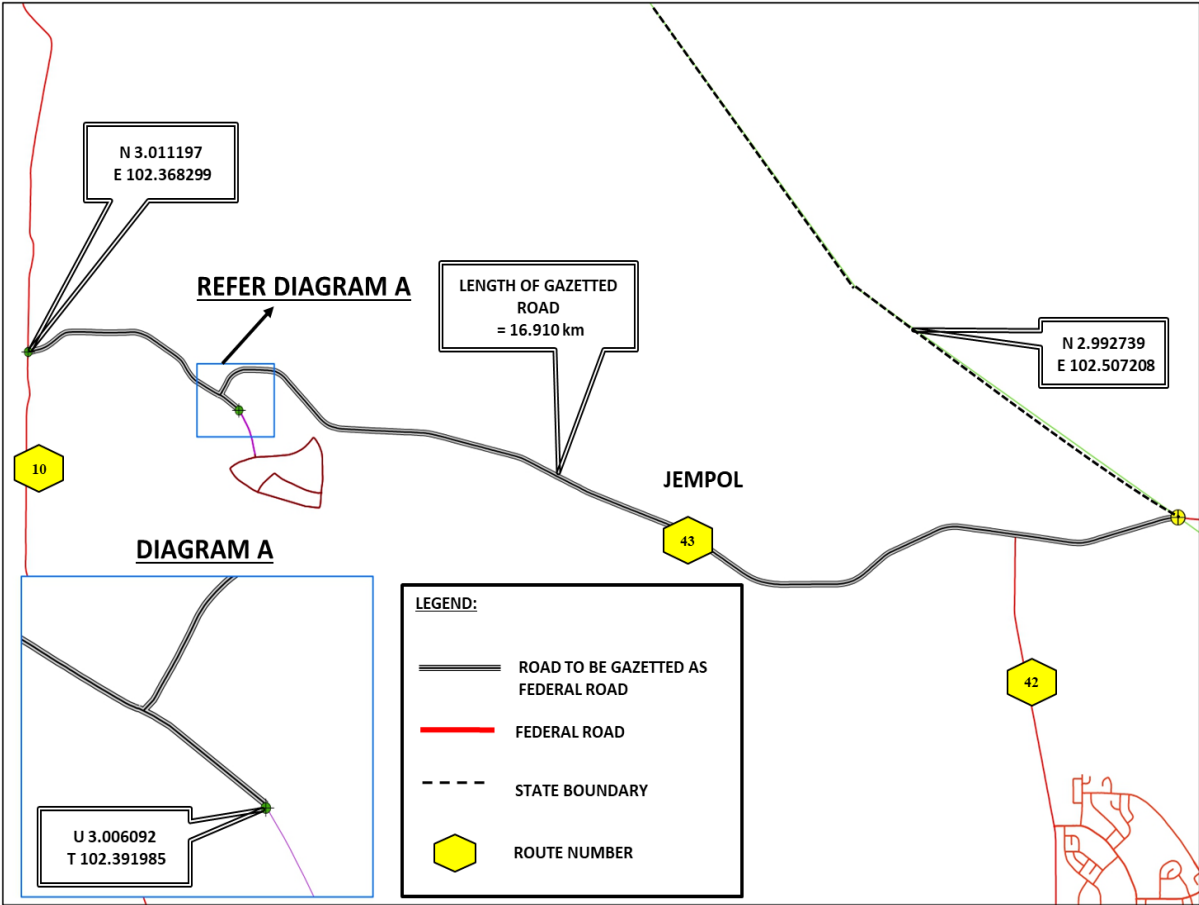 N 3.011197
E 102.368299
REFER DIAGRAM A
LENGTH OF GAZETTED
ROAD
= 16.910 km
N 2.992739
E 102.507208
10
JEMPOL
43
DIAGRAM A
U 3.006092
T 102.391985
LEGEND:
ROAD TO BE GAZETTED AS
FEDERAL ROAD
FEDERAL ROAD
STATE BOUNDARY
ROUTE NUMBER
42